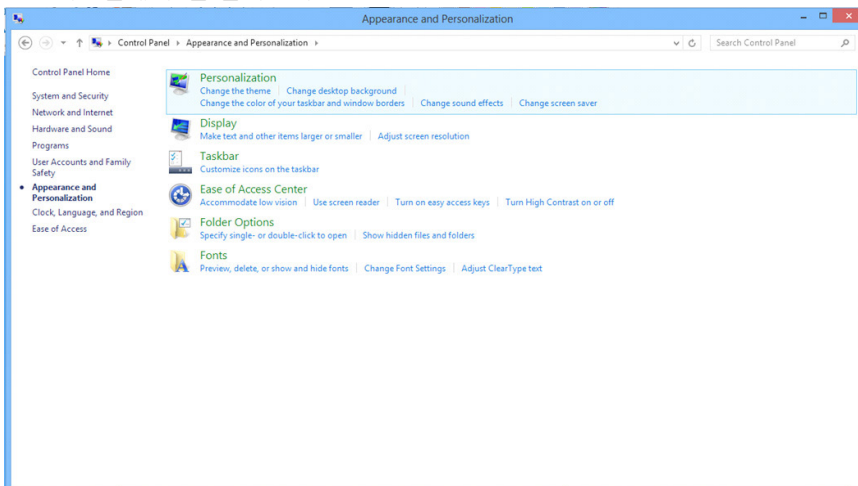 Appearance and Personalization
Control Panel Appearance and Personalization
Search Control Panel
Control Panel Home
System and Security
Network and Internet
Hardware and Sound
Programs
User Accounts and Family
Safety
Appearance and
Personalization
Clock, Language, and Region
Ease of Access
Personalization
Change the theme Change desktop background
Change the color of your taskbar and window borders Change sound effects Change screen saver
Display
Make text and other items larger or smaller Adjust screen resolution
Taskbar
Customize icons on the taskbar
Ease of Access Center
Accommodate low vision Use screen reader Turn on easy access keys Turn High Contrast on or off
Folder Options
Specify single- or double-click to open Show hidden files and folders
Fonts
Preview, delete, or show and hide fonts Change Font Settings Adjust ClearType text